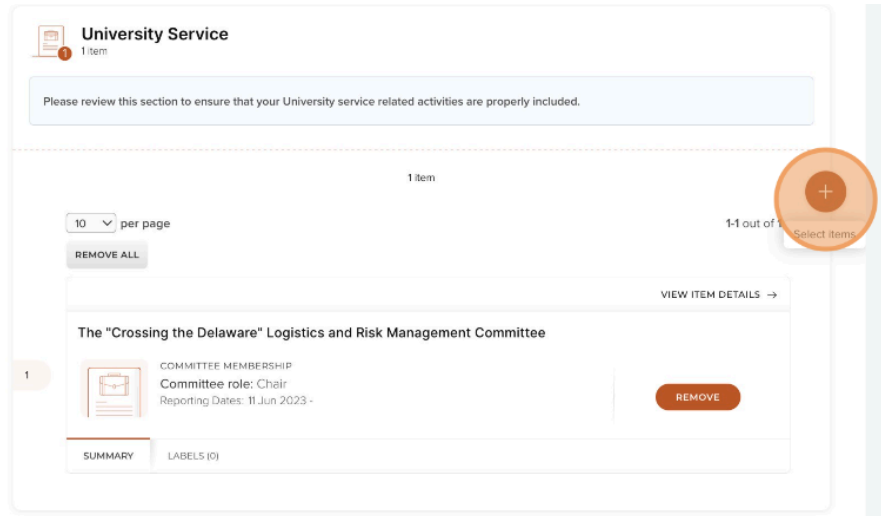 University Service
1
1 item
Please review this section to ensure that your University service related activities are properly included.
1 item
+
10 per page
1-1 out of 1
Select items
REMOVE ALL
VIEW ITEM DETAILS →
The "Crossing the Delaware" Logistics and Risk Management Committee
1
COMMITTEE MEMBERSHIP
Committee role: Chair
Reporting Dates: 11 Jun 2023 -
REMOVE
SUMMARY LABELS (0)